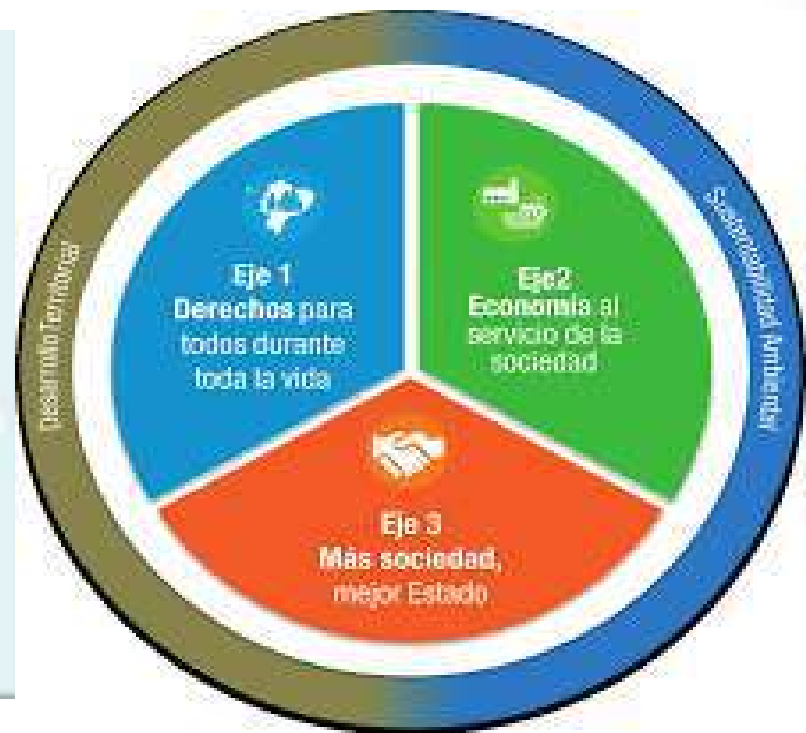 Desarrollo Territorial
Eje 1
Derechos para
todos durante
toda la vida
Eje2
Economía al
servicio de la
sociedad
Sustentabilidad Ambiental
Eje 3
Más sociedad,
mejor Estado